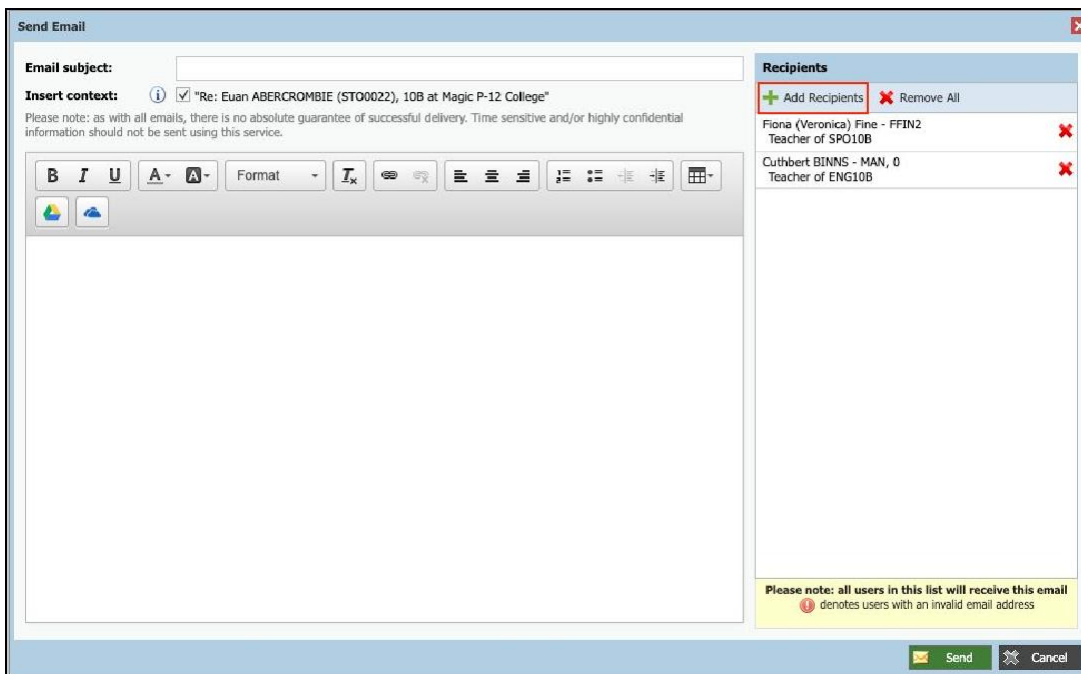 Send Email
Email subject:
Insert context: "Re: Euan ABERCROMBIE (STO0022), 10B at Magic P-12 College"
Please note: as with all emails, there is no absolute guarantee of successful delivery. Time sensitive and/or highly confidential
information should not be sent using this service.
B I U A A Format Tx
Recipients
Add Recipients Remove All
Fiona (Veronica) Fine - FFIN2
Teacher of SPO10B
Cuthbert BINNS - MAN, 0
Teacher of ENG10B
Please note: all users in this list will receive this email
denotes users with an invalid email address
Send Cancel